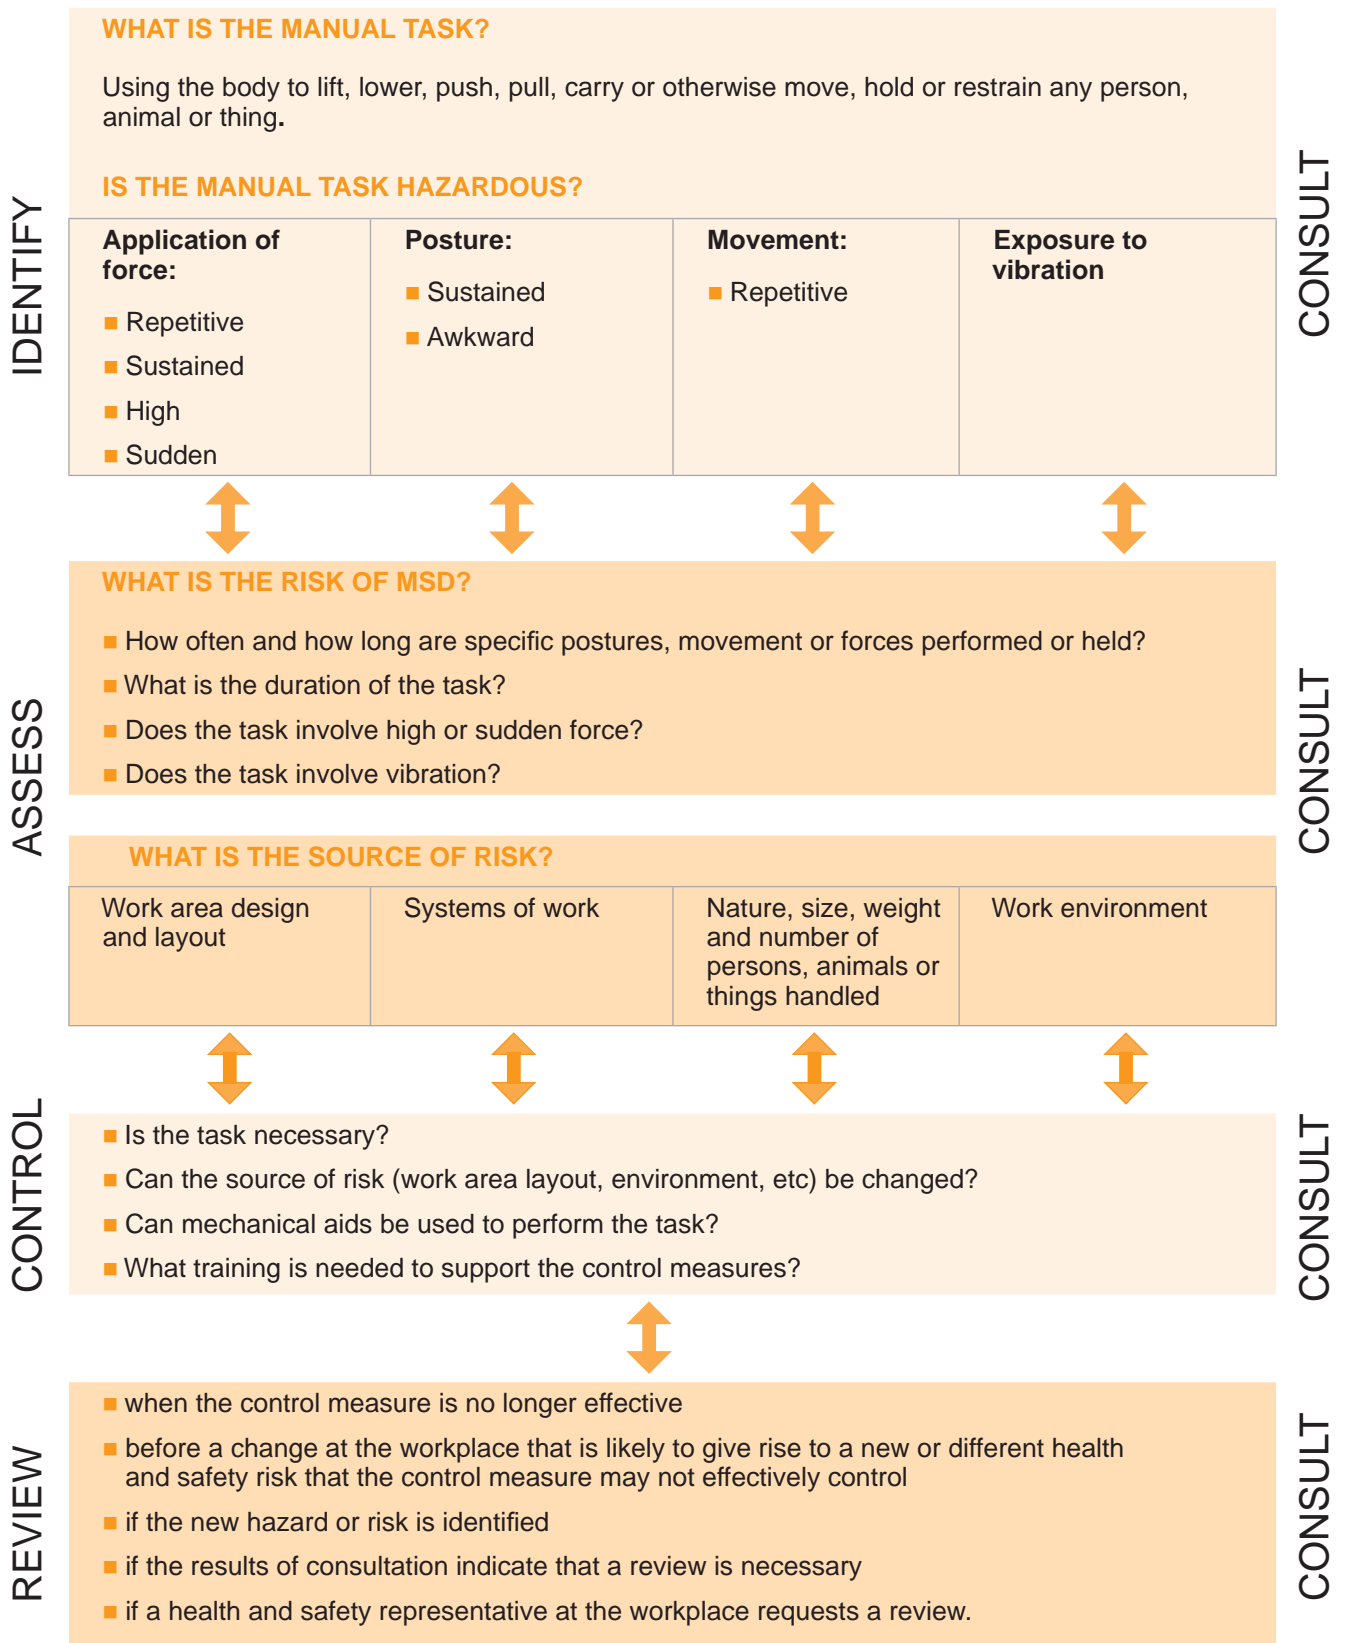 WHAT IS THE MANUAL TASK?
Using the body to lift, lower, push, pull, carry or otherwise move, hold or restrain any person,
animal or thing.
IS THE MANUAL TASK HAZARDOUS?
IDENTIFY
CONSULT
Application of
force:
Repetitive
Sustained
High
Sudden
Posture:
Sustained
Awkward
Movement:
Repetitive
Exposure to
vibration
WHAT IS THE RISK OF MSD?
How often and how long are specific postures, movement or forces performed or held?
What is the duration of the task?
Does the task involve high or sudden force?
Does the task involve vibration?
ASSESS
CONSULT
WHAT IS THE SOURCE OF RISK?
Work area design
and layout
Systems of work
Nature, size, weight
and number of
persons, animals or
things handled
Work environment
CONTROL
CONSULT
Is the task necessary?
Can the source of risk (work area layout, environment, etc) be changed?
Can mechanical aids be used to perform the task?
What training is needed to support the control measures?
REVIEW
CONSULT
when the control measure is no longer effective
before a change at the workplace that is likely to give rise to a new or different health
and safety risk that the control measure may not effectively control
if the new hazard or risk is identified
if the results of consultation indicate that a review is necessary
if a health and safety representative at the workplace requests a review.